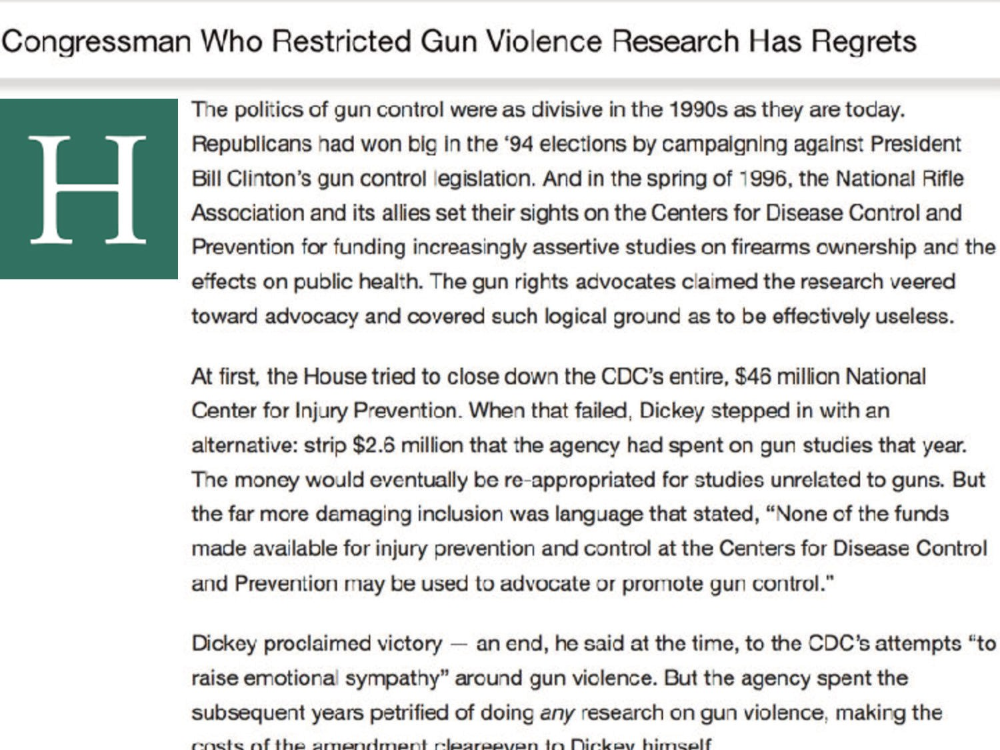 Congressman Who Restricted Gun Violence Research Has Regrets
H
The politics of gun control were as divisive in the 1990s as they are today.
Republicans had won big in the ‘94 elections by campaigning against President
Bill Clinton’s gun control legislation. And in the spring of 1996, the National Rifle
Association and its allies set their sights on the Centers for Disease Control and
Prevention for funding increasingly assertive studies on firearms ownership and the
effects on public health. The gun rights advocates claimed the research veered
toward advocacy and covered such logical ground as to be effectively useless.
At first, the House tried to close down the CDC’s entire, $46 million National
Center for Injury Prevention. When that failed, Dickey stepped in with an
alternative: strip $2.6 million that the agency had spent on gun studies that year.
The money would eventually be re-appropriated for studies unrelated to guns. But
the far more damaging inclusion was language that stated, “None of the funds
made available for injury prevention and control at the Centers for Disease Control
and Prevention may be used to advocate or promote gun control.”
Dickey proclaimed victory — an end, he said at the time, to the CDC’s attempts “to
raise emotional sympathy” around gun violence. But the agency spent the
subsequent years petrified of doing any research on gun violence, making the
costs of the amendment cleareeven to Dickey himself